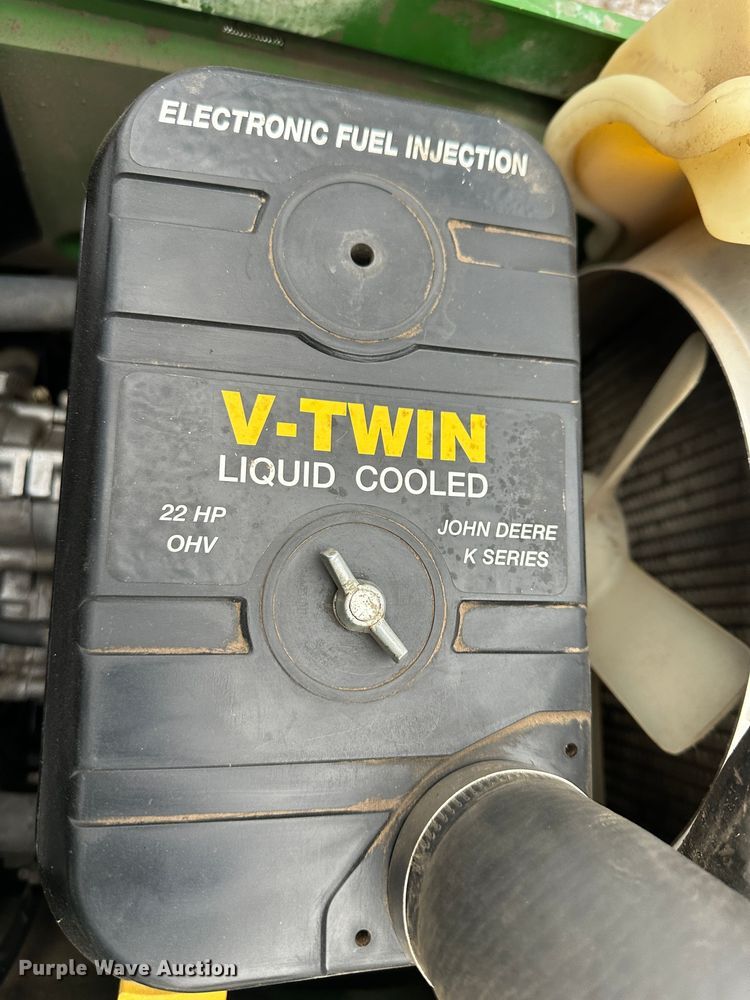 ELECTRONIC FUEL INJECTION
V-TWIN
LIQUID COOLED
22 HP
OHV
JOHN DEERE
K SERIES
Purple Wave Auction